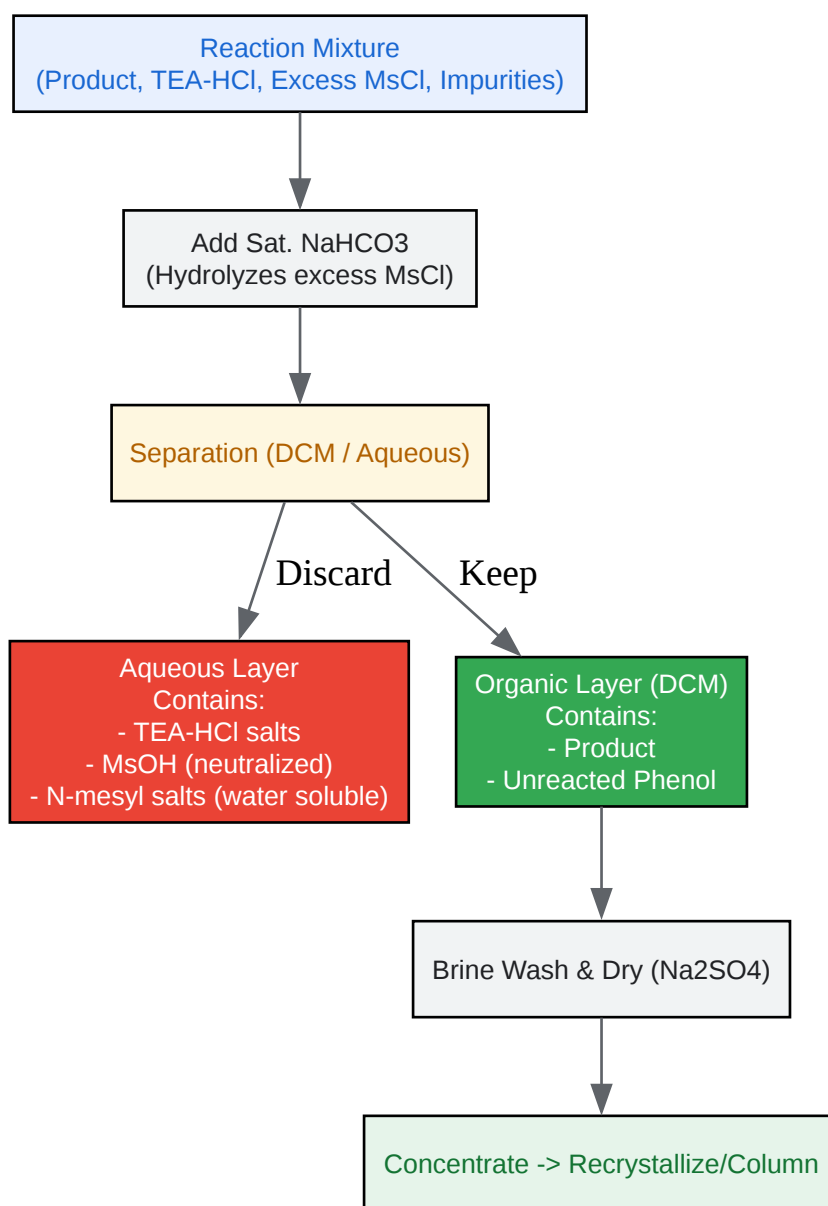 Reaction Mixture
(Product, TEA-HCl, Excess MsCl, Impurities)
Add Sat. NaHCO3
(Hydrolyzes excess MsCl)
Separation (DCM / Aqueous)
Discard
Keep
Aqueous Layer
Contains:
- TEA-HCl salts
- MsOH (neutralized)
- N-mesyl salts (water soluble)
Organic Layer (DCM)
Contains:
- Product
- Unreacted Phenol
Brine Wash & Dry (Na2SO4)
Concentrate -> Recrystallize/Column